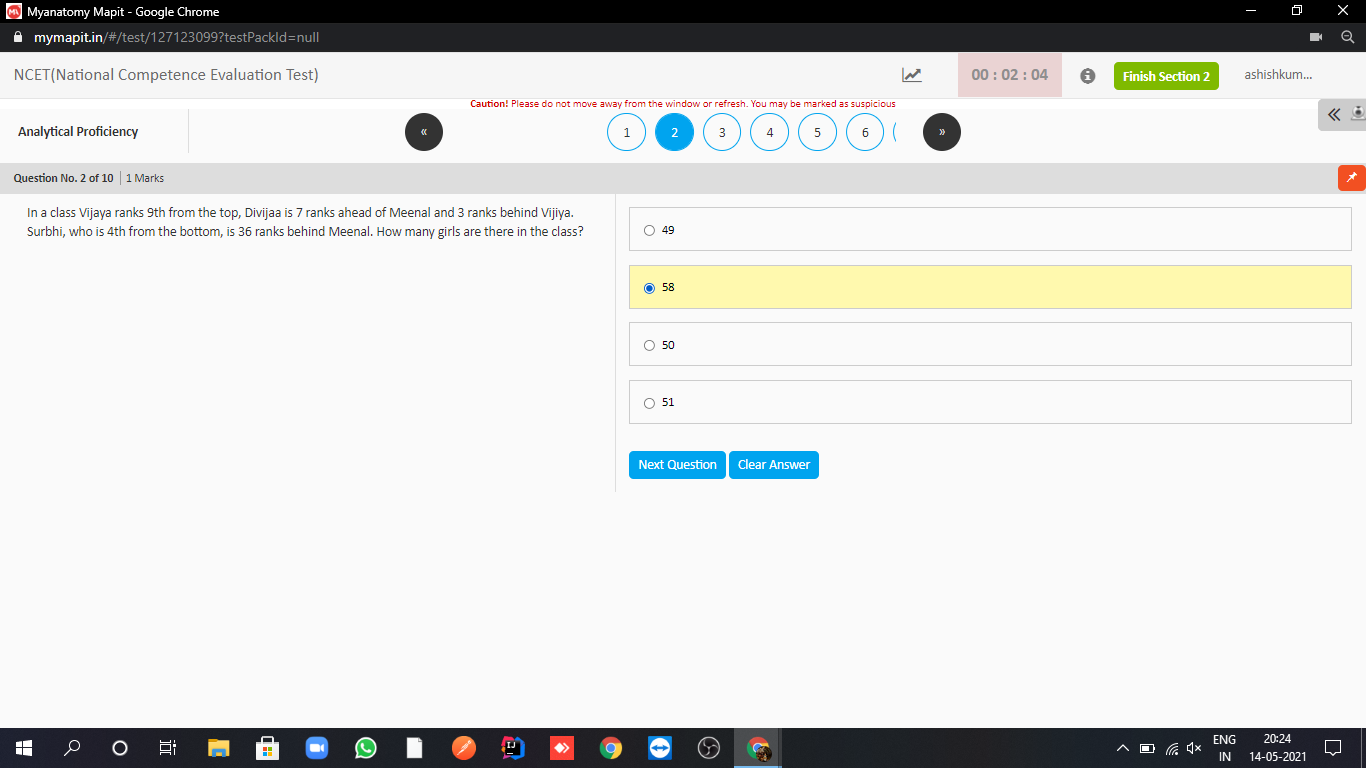 Myanatomy Mapit - Google Chrome
mymapit.in/#/test/127123099?testPackId=null
NCET(National Competence Evaluation Test)
00 : 02 : 04
Finish Section 2
ashishkum...
Caution! Please do not move away from the window or refresh. You may be marked as suspicious
Analytical Proficiency
«
1
2
3
4
5
6
»
Question No. 2 of 10
1 Marks
In a class Vijaya ranks 9th from the top, Divijaa is 7 ranks ahead of Meenal and 3 ranks behind Vijiya.
Surbhi, who is 4th from the bottom, is 36 ranks behind Meenal. How many girls are there in the class?
49
58
50
51
Next Question
Clear Answer
ENG
IN
20:24
14-05-2021